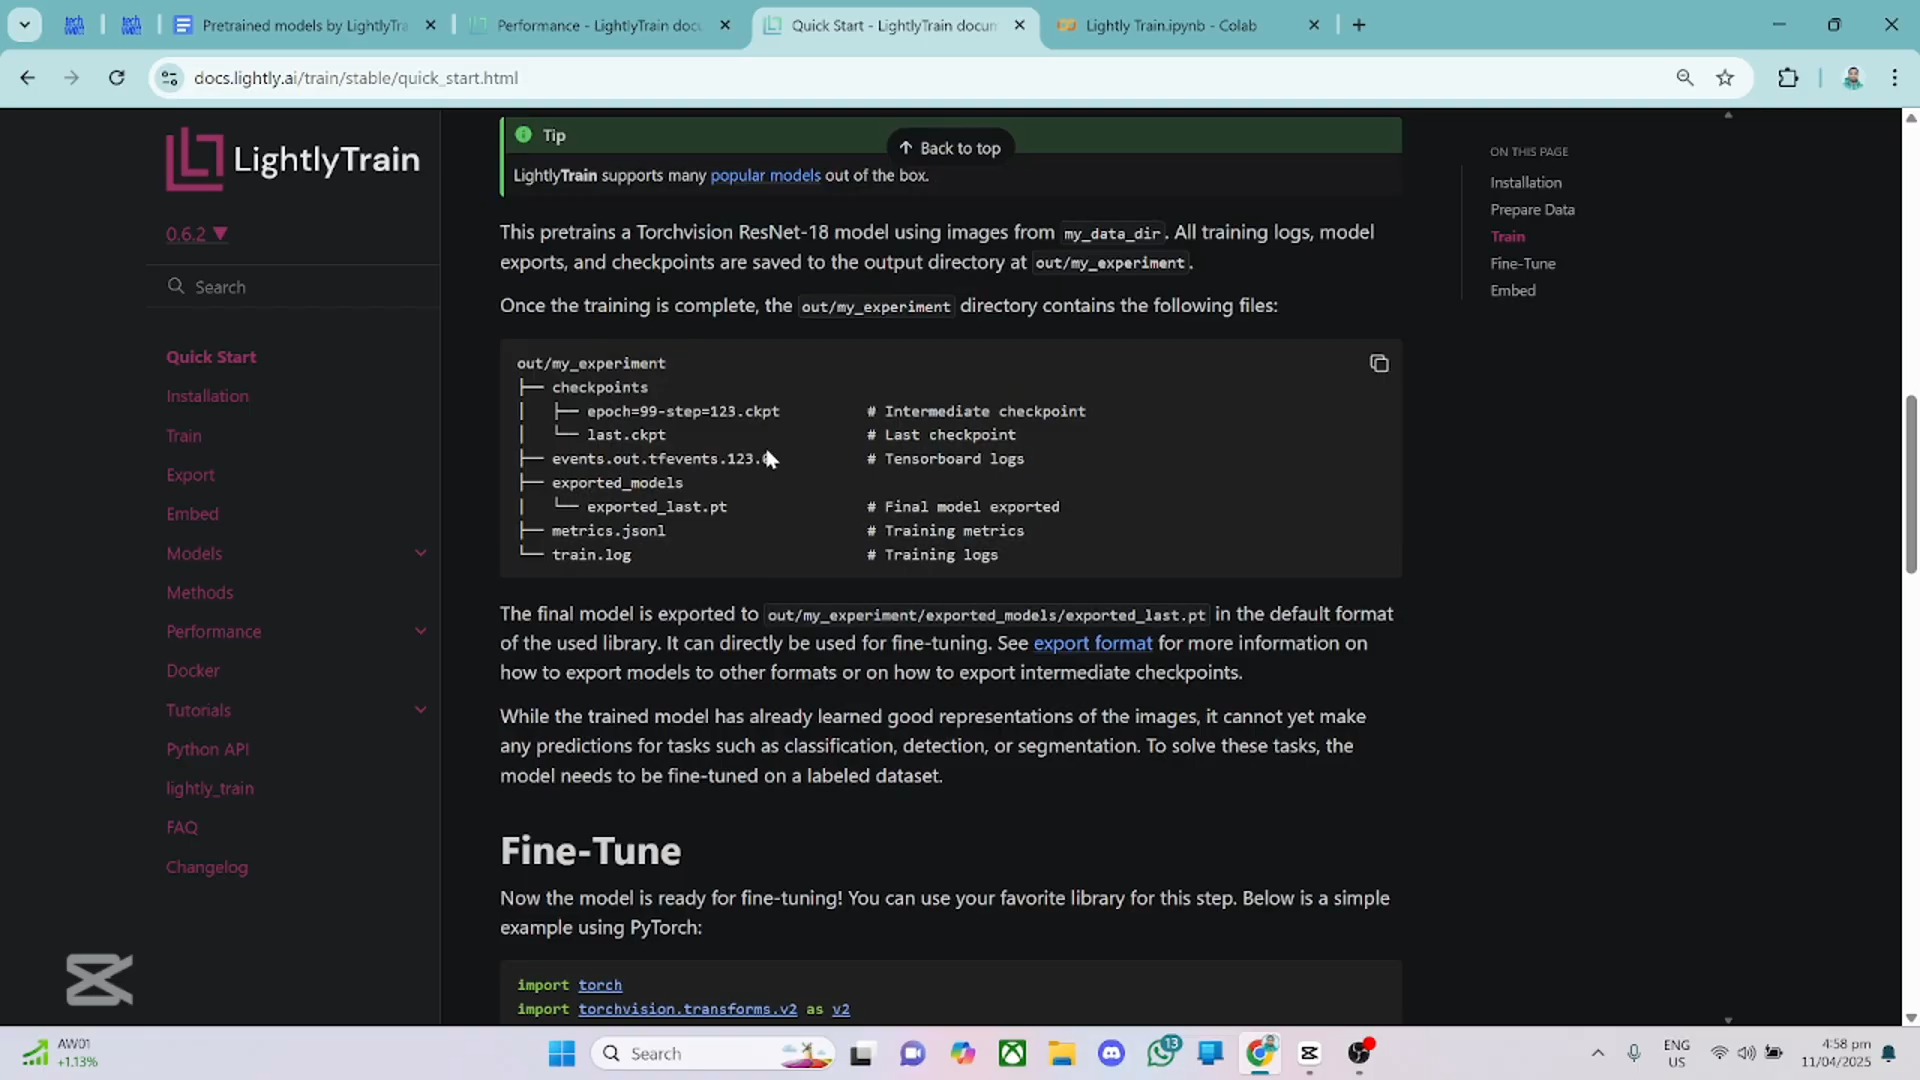 tech watt
tech watt
Pretrained models by LightlyTra
Performance - LightlyTrain docu
Quick Start - LightlyTrain docum
Lightly Train.ipynb - Colab
docs.lightly.ai/train/stable/quick_start.html
LightlyTrain
0.6.2 ▼
Search
Quick Start
Installation
Train
Export
Embed
Models
Methods
Performance
Docker
Tutorials
Python API
lightly_train
FAQ
Changelog
Tip
Back to top
LightlyTrain supports many popular models out of the box.
This pretrains a Torchvision ResNet-18 model using images from my_data_dir. All training logs, model
exports, and checkpoints are saved to the output directory at out/my_experiment.
Once the training is complete, the out/my_experiment directory contains the following files:
out/my_experiment
├── checkpoints
│   ├── epoch=99-step=123.ckpt          # Intermediate checkpoint
│   └── last.ckpt                       # Last checkpoint
├── events.out.tfevents.123.            # Tensorboard logs
├── exported_models
│   └── exported_last.pt                # Final model exported
├── metrics.jsonl                       # Training metrics
└── train.log                           # Training logs
The final model is exported to out/my_experiment/exported_models/exported_last.pt in the default format
of the used library. It can directly be used for fine-tuning. See export format for more information on
how to export models to other formats or on how to export intermediate checkpoints.
While the trained model has already learned good representations of the images, it cannot yet make
any predictions for tasks such as classification, detection, or segmentation. To solve these tasks, the
model needs to be fine-tuned on a labeled dataset.
Fine-Tune
Now the model is ready for fine-tuning! You can use your favorite library for this step. Below is a simple
example using PyTorch:
import torch
import torchvision.transforms.v2 as v2
ON THIS PAGE
Installation
Prepare Data
Train
Fine-Tune
Embed
AW01
+1.13%
Search
13
ENG
US
4:58 pm
11/04/2025